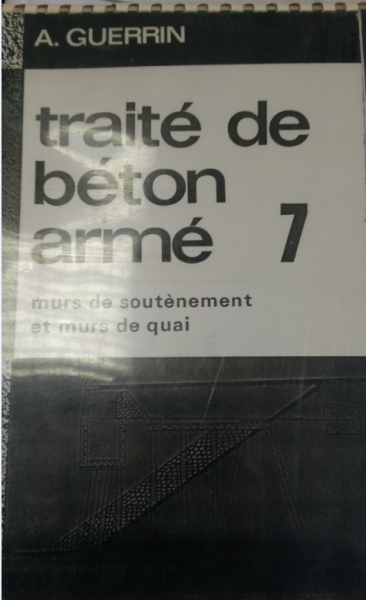 A. GUERRIN
traité de
béton
armé 7
murs de soutènement
et murs de quai